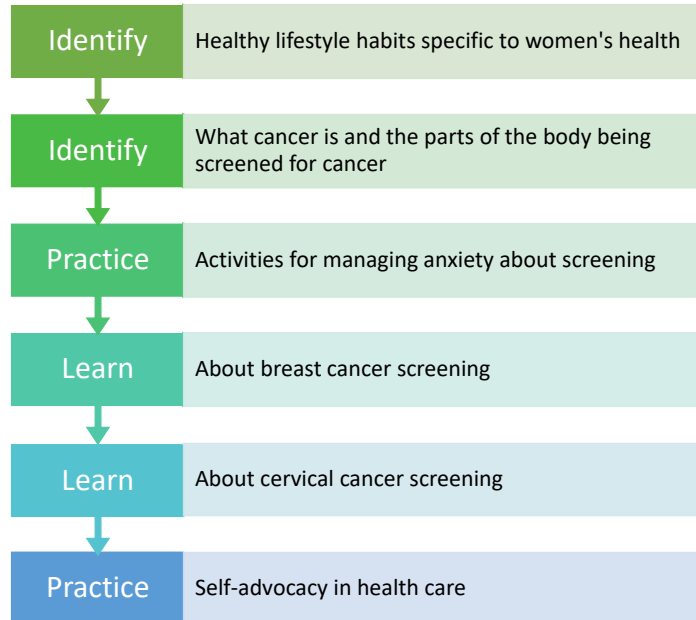 Identify
Healthy lifestyle habits specific to women's health
Identify
What cancer is and the parts of the body being
screened for cancer
Practice
Activities for managing anxiety about screening
Learn
About breast cancer screening
Learn
About cervical cancer screening
Practice
Self-advocacy in health care